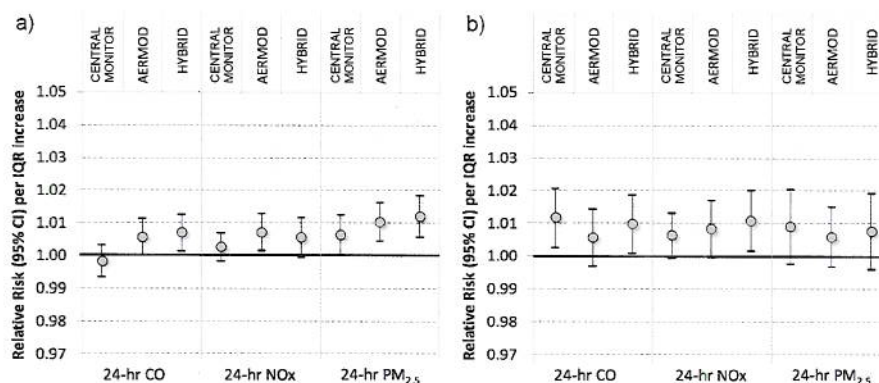 a)
CENTRAL MONITOR
AERMOD
HYBRID
CENTRAL MONITOR
AERMOD
HYBRID
CENTRAL MONITOR
AERMOD
HYBRID
Relative Risk (95% CI) per IQR increase
1.05
1.04
1.03
1.02
1.01
1.00
0.99
0.98
0.97
24-hr CO
24-hr NOx
24-hr PM2.5
b)
CENTRAL MONITOR
AERMOD
HYBRID
CENTRAL MONITOR
AERMOD
HYBRID
CENTRAL MONITOR
AERMOD
HYBRID
Relative Risk (95% CI) per IQR increase
1.05
1.04
1.03
1.02
1.01
1.00
0.99
0.98
0.97
24-hr CO
24-hr NOx
24-hr PM2.5